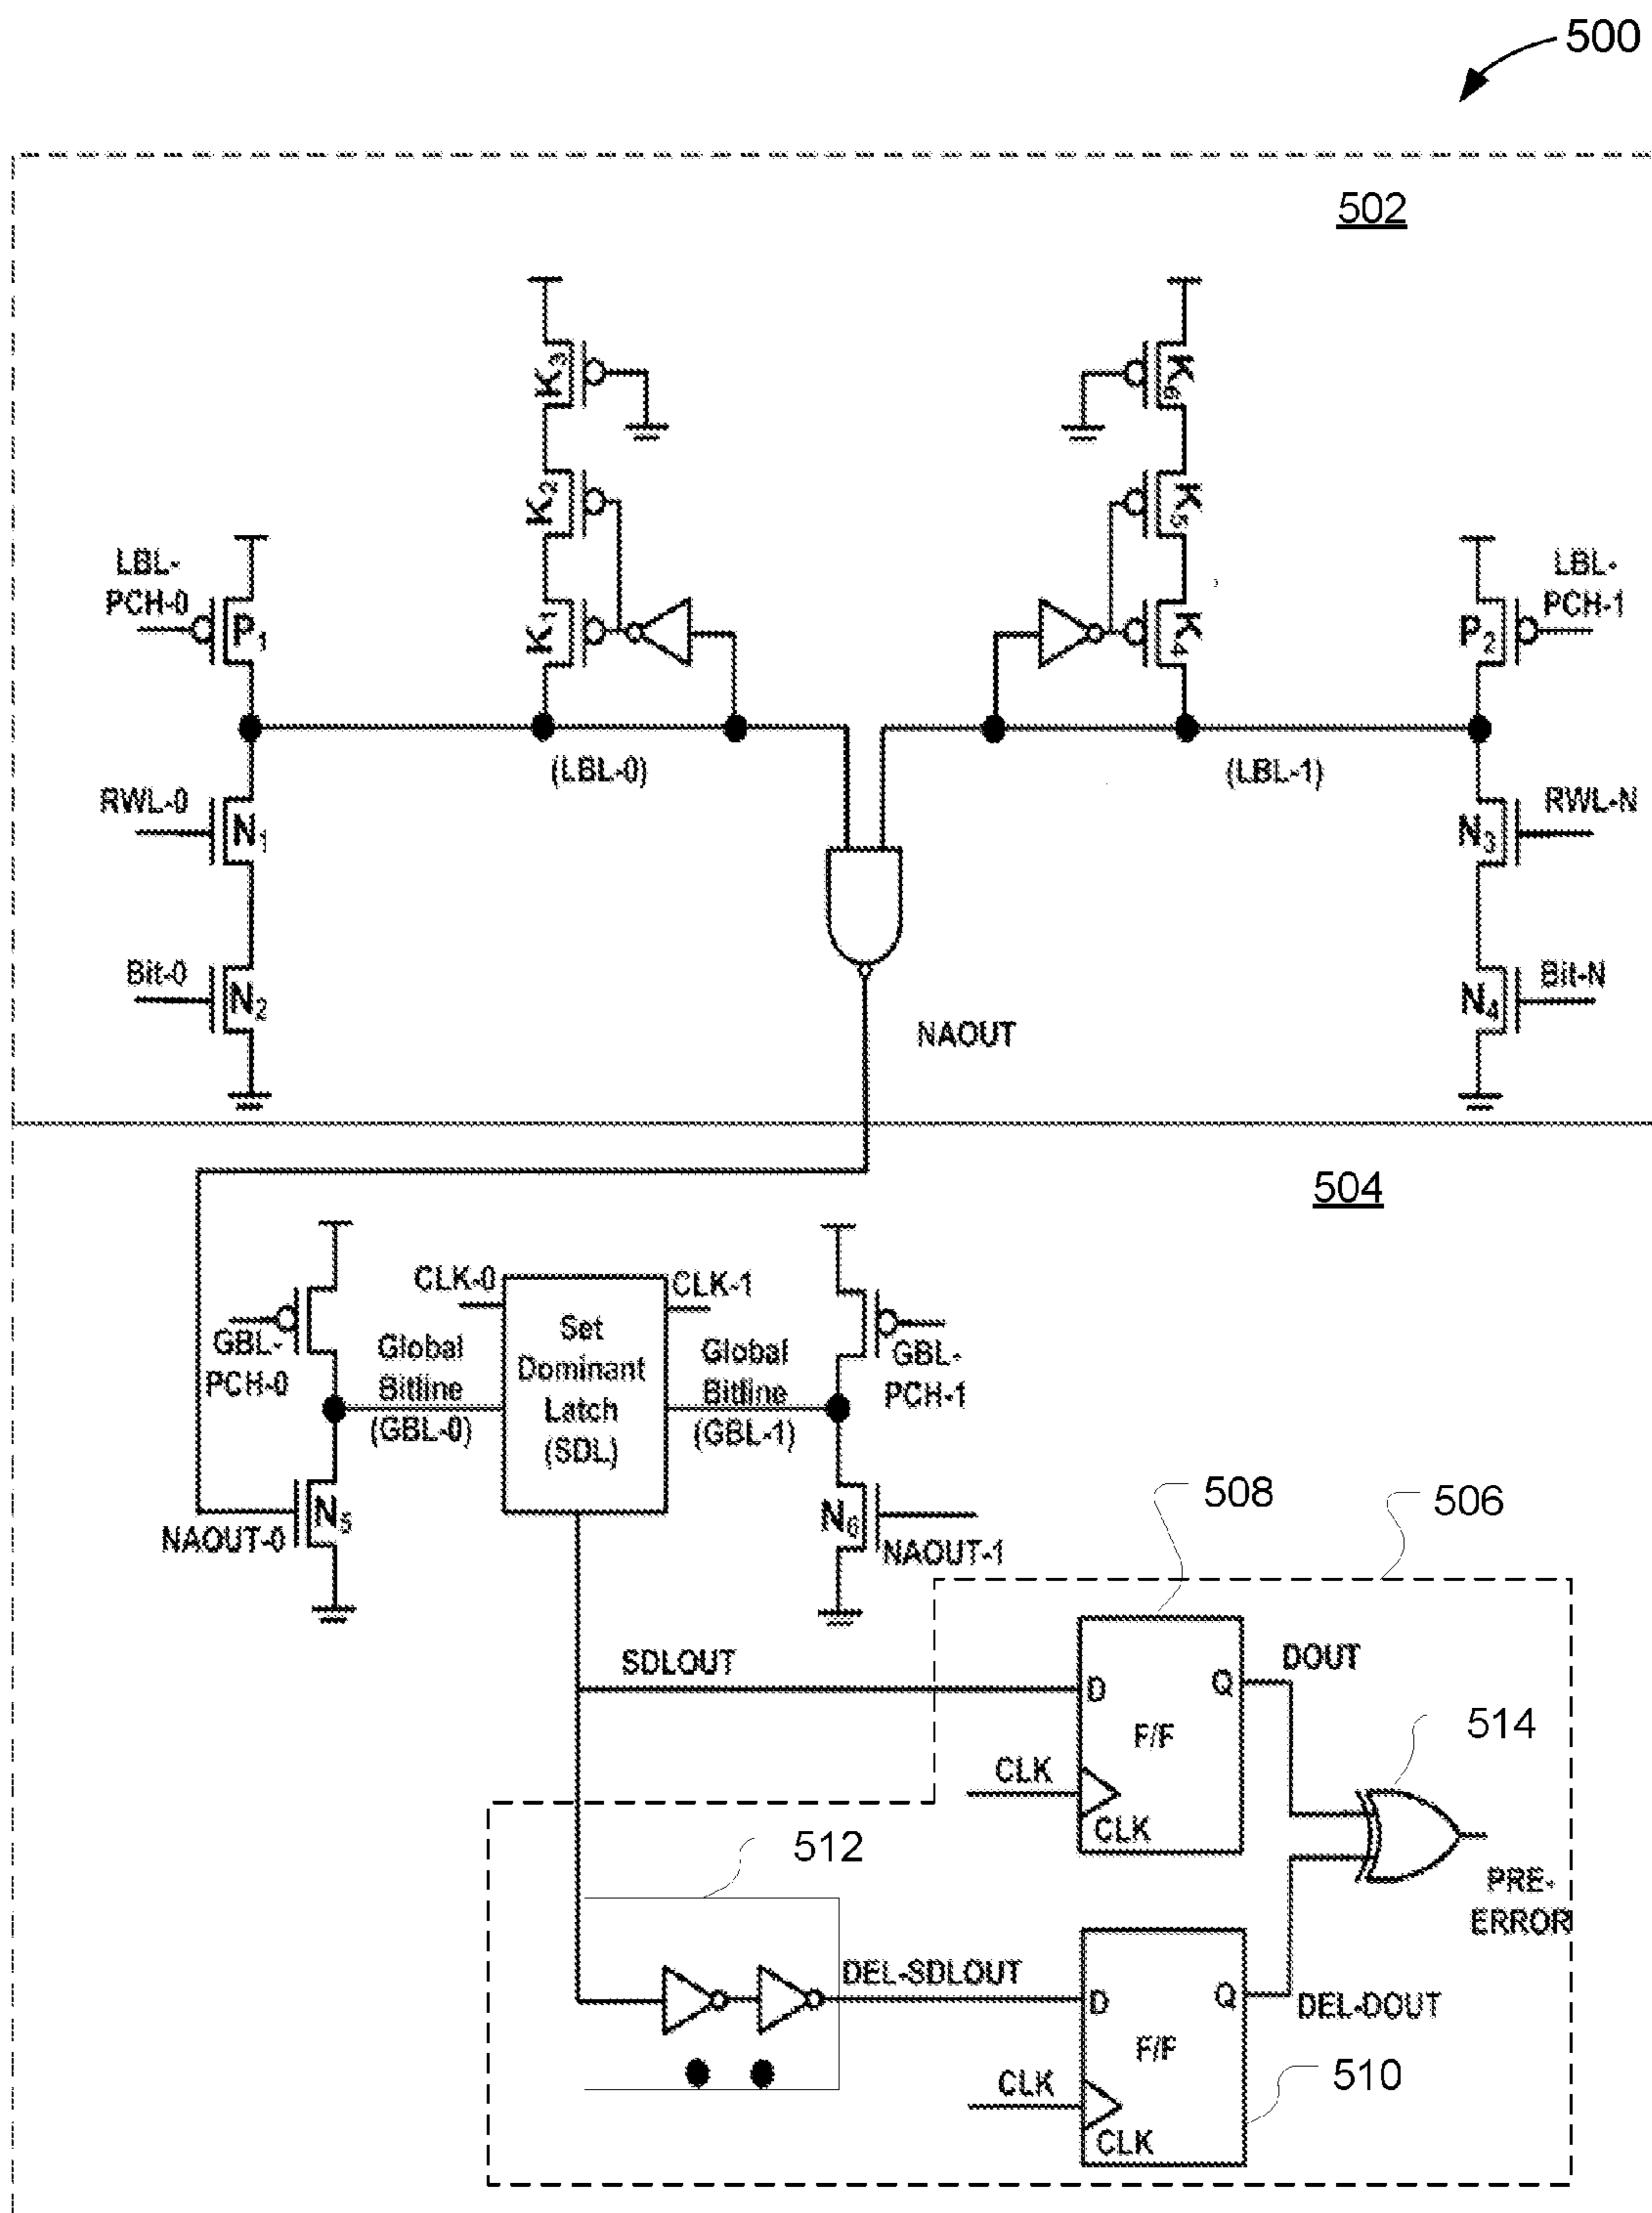 500
502
K3
K6
K2
K5
LBL-
PCH-0
P1
K1
K4
P2
LBL-
PCH-1
(LBL-0)
(LBL-1)
RWL-0
N1
N3
RWL-N
Bit-0
N2
N4
Bit-N
NAOUT
504
CLK-0
CLK-1
Set
Dominant
Latch
(SDL)
GBL-
PCH-0
Global
Bitline
(GBL-0)
Global
Bitline
(GBL-1)
GBL-
PCH-1
N5
NAOUT-0
N6
NAOUT-1
508
506
SDLOUT
D
Q
F/F
CLK
CLK
DOUT
514
512
PRE-
ERROR
DEL-SDLOUT
D
Q
F/F
CLK
CLK
DEL-DOUT
510